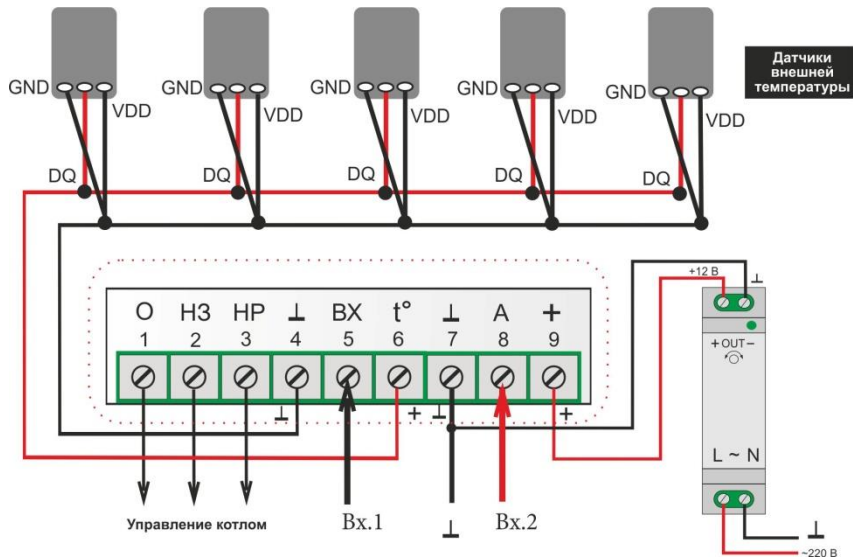 GND
VDD
GND
VDD
GND
VDD
GND
VDD
GND
VDD
Датчики
внешней
температуры
DQ
DQ
DQ
DQ
DQ
+12 В
⊥
О НЗ НР ⊥ ВХ t° ⊥ А +
1 2 3 4 5 6 7 8 9
+ OUT −
⊥ + ⊥ +
L ~ N
Управление котлом
Вх.1
⊥
Вх.2
⊥
~220 В